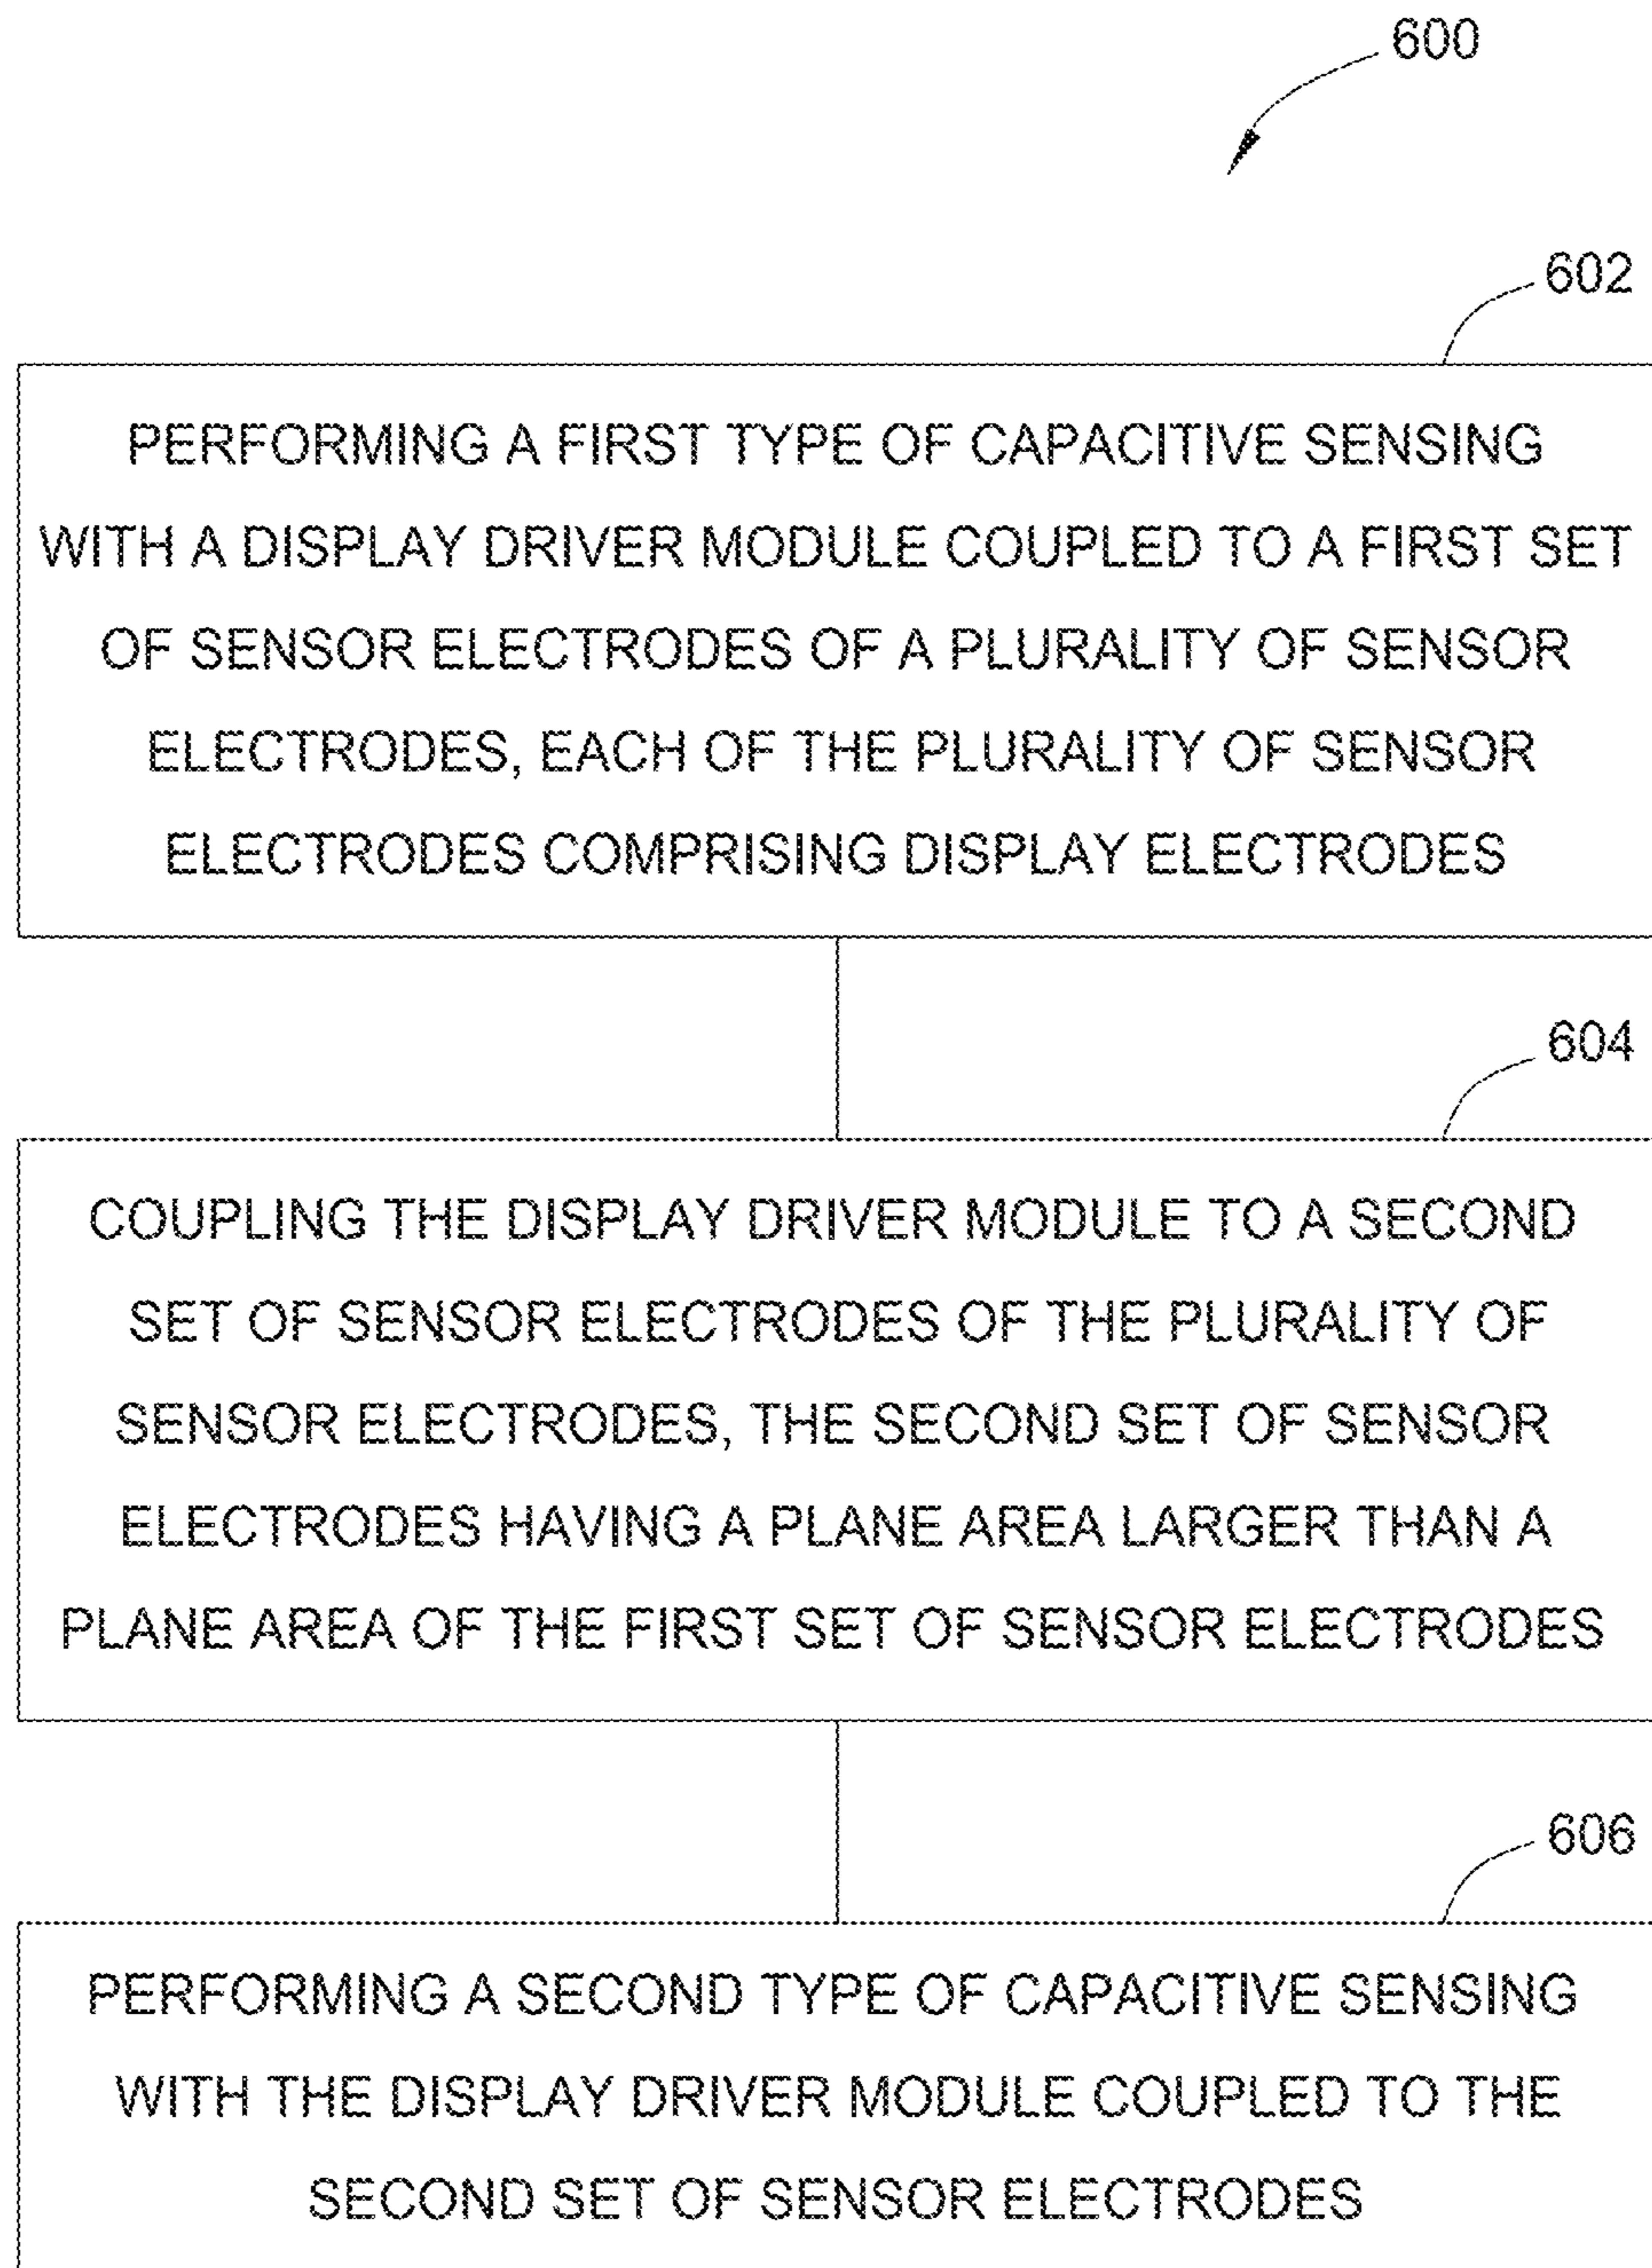 600
602
PERFORMING A FIRST TYPE OF CAPACITIVE SENSING
WITH A DISPLAY DRIVER MODULE COUPLED TO A FIRST SET
OF SENSOR ELECTRODES OF A PLURALITY OF SENSOR
ELECTRODES, EACH OF THE PLURALITY OF SENSOR
ELECTRODES COMPRISING DISPLAY ELECTRODES
604
COUPLING THE DISPLAY DRIVER MODULE TO A SECOND
SET OF SENSOR ELECTRODES OF THE PLURALITY OF
SENSOR ELECTRODES, THE SECOND SET OF SENSOR
ELECTRODES HAVING A PLANE AREA LARGER THAN A
PLANE AREA OF THE FIRST SET OF SENSOR ELECTRODES
606
PERFORMING A SECOND TYPE OF CAPACITIVE SENSING
WITH THE DISPLAY DRIVER MODULE COUPLED TO THE
SECOND SET OF SENSOR ELECTRODES